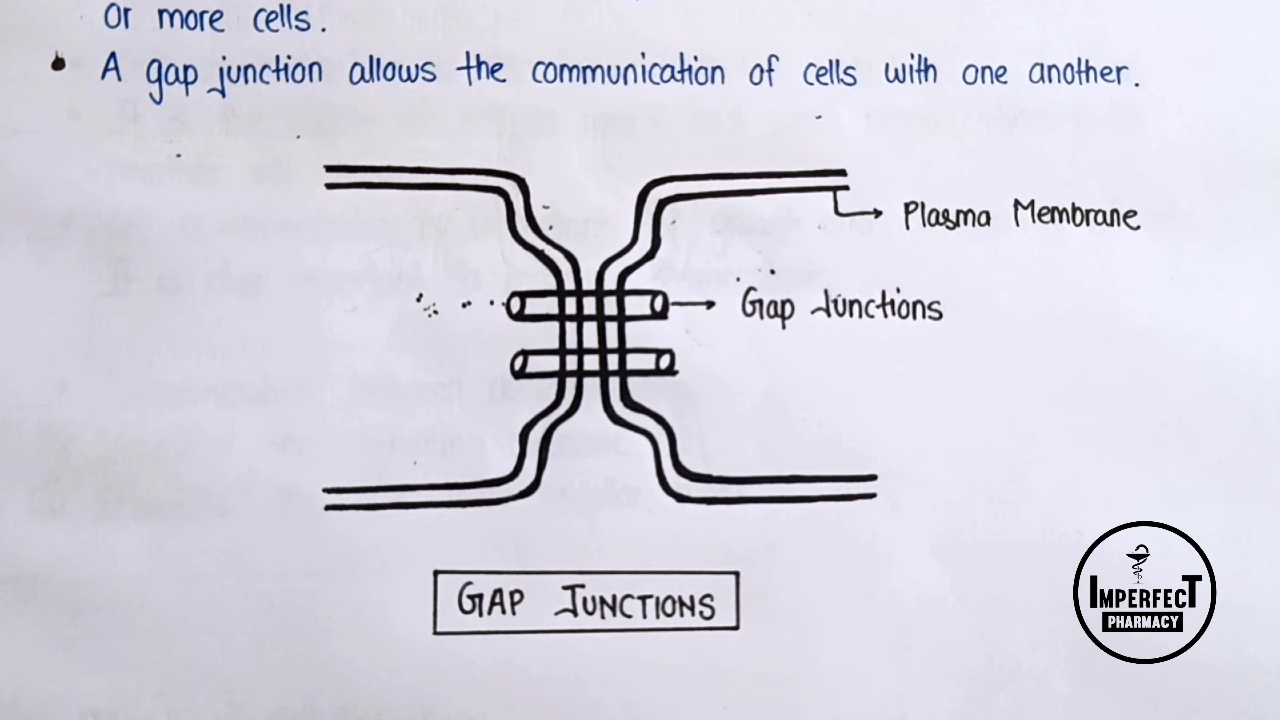 Or more cells.
• A gap junction allows the communication of cells with one another.
Plasma Membrane
Gap Junctions
GAP JUNCTIONS
IMPERFECT
PHARMACY